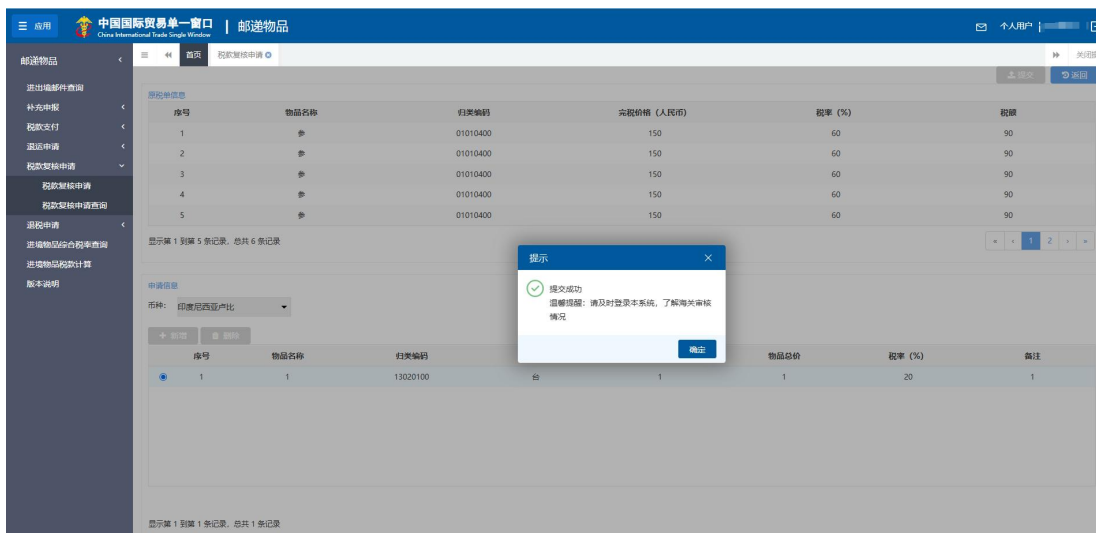 应用
中国国际贸易单一窗口 | 邮递物品
China International Trade Single Window
个人用户
邮递物品
首页
税款复核申请
进出境邮件查询
补充申报
税款支付
退运申请
税款复核申请
税款复核申请
税款复核申请查询
退税申请
进境物品综合税率查询
进境物品税款计算
版本说明
提交 返回
原税单信息
序号 物品名称 归类编码 完税价格（人民币） 税率（%） 税额
1 参 01010400 150 60 90
2 参 01010400 150 60 90
3 参 01010400 150 60 90
4 参 01010400 150 60 90
5 参 01010400 150 60 90
显示第 1 到第 5 条记录，总共 6 条记录
« ‹ 1 2 › »
提示 ×
提交成功
温馨提醒：请及时登录本系统，了解海关审核
情况
确定
申请信息
币种： 印度尼西亚卢比
+ 新增 删除
序号 物品名称 归类编码 物品总价 税率（%） 备注
1 1 13020100 台 1 1 20 1
显示第 1 到第 1 条记录，总共 1 条记录